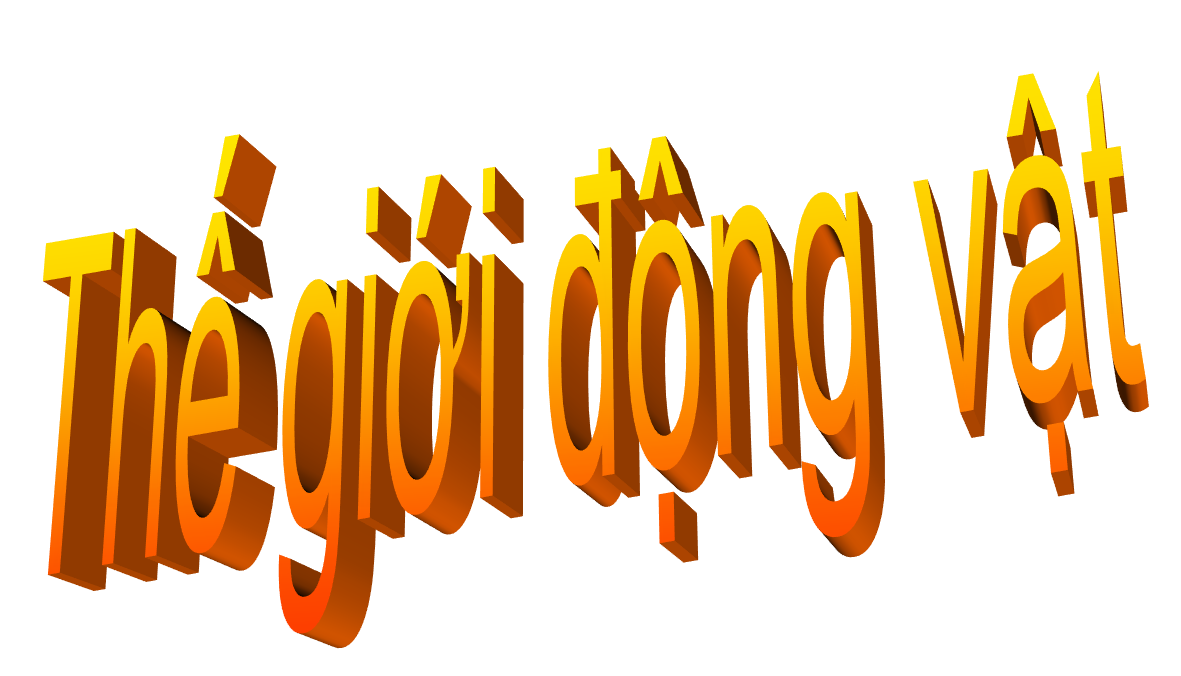 Thế giới động vật